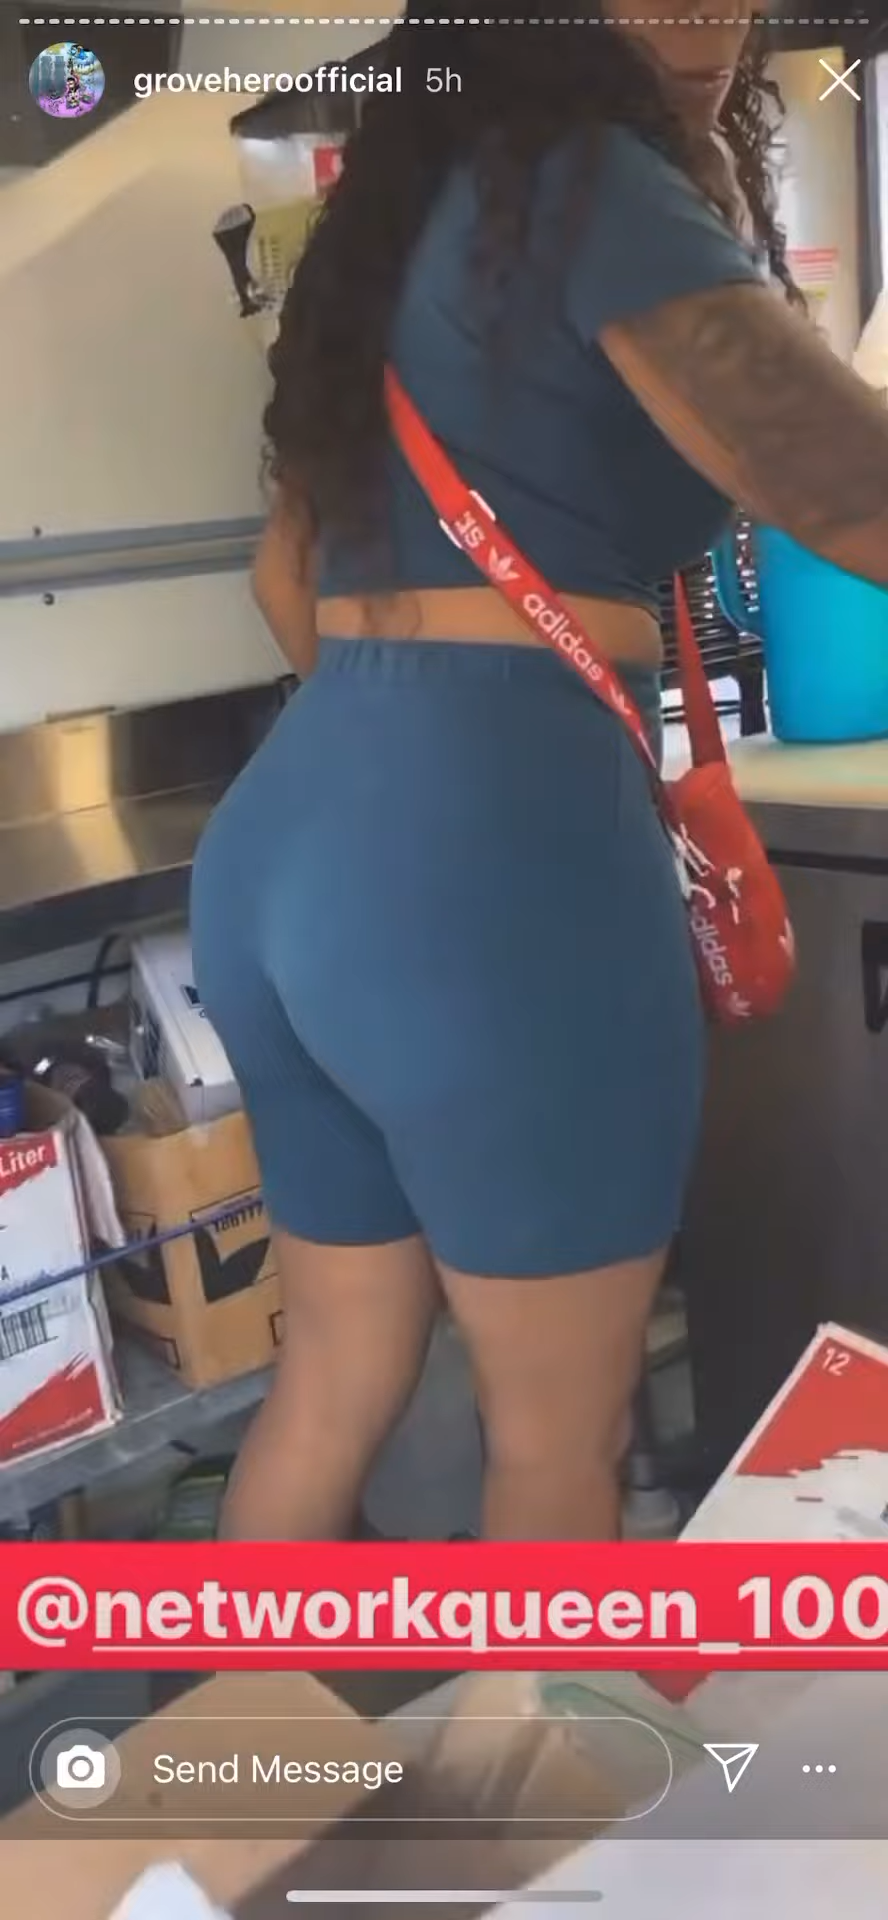 groveheroofficial 5h
adidas
adidas
Liter
12
@networkqueen_100
Send Message